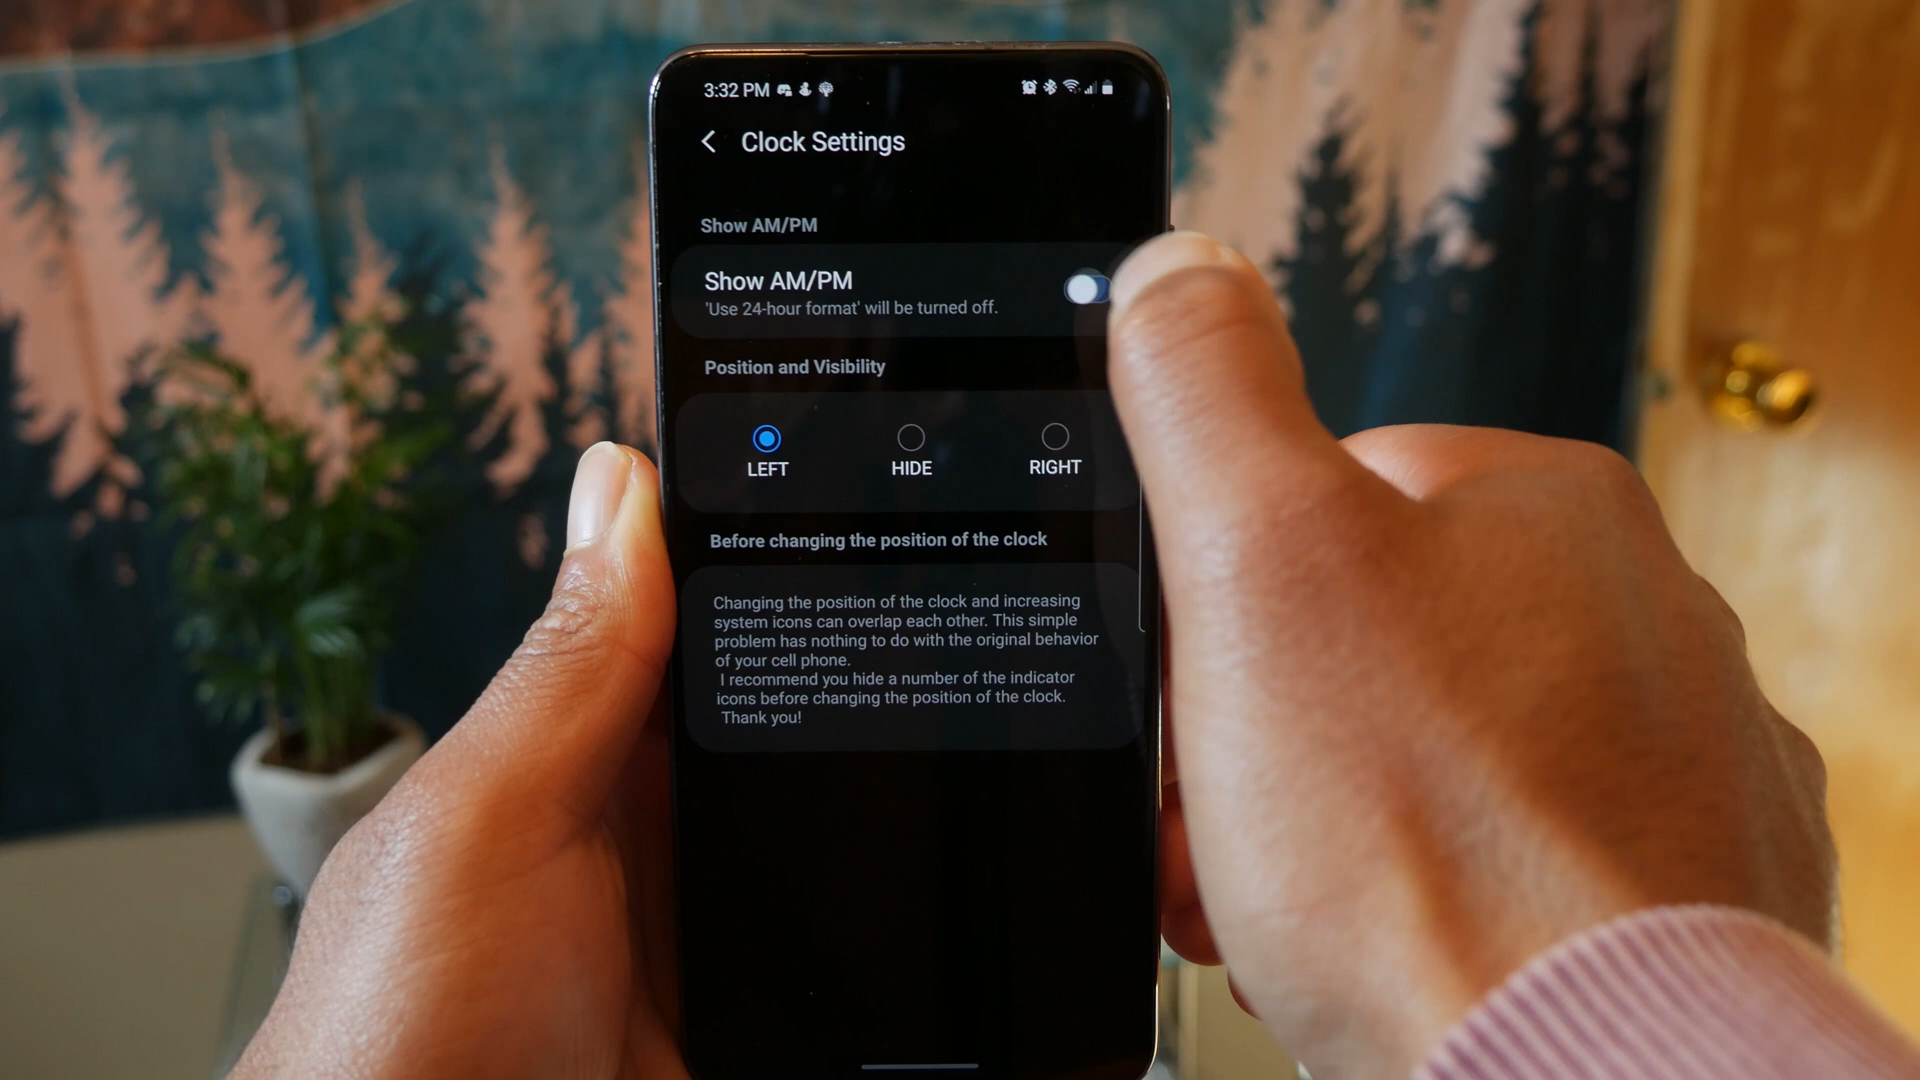 3:32 PM
Clock Settings
Show AM/PM
Show AM/PM
'Use 24-hour format' will be turned off.
Position and Visibility
LEFT HIDE RIGHT
Before changing the position of the clock
Changing the position of the clock and increasing
system icons can overlap each other. This simple
problem has nothing to do with the original behavior
of your cell phone.
I recommend you hide a number of the indicator
icons before changing the position of the clock.
Thank you!